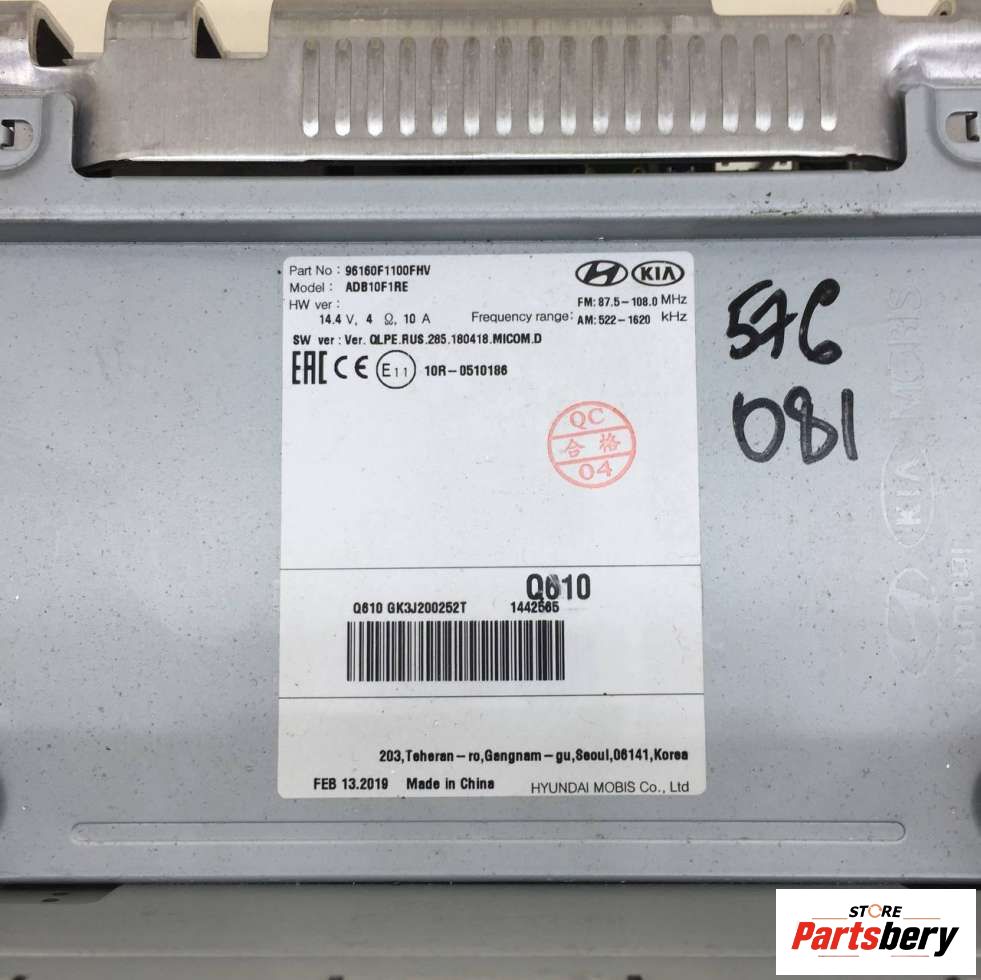 Part No : 96160F1100FHV
Model : ADB10F1RE
HW ver :
14.4 V, 4 Ω, 10 A
HYUNDAI KIA
FM: 87.5-108.0 MHz
Frequency range: AM: 522-1620 kHz
SW ver : Ver. QLPE.RUS.285.180418.MICOM.D
EAC CE E11 10R-0510186
QC
合格
04
Q610
Q610 GK3J200252T 1442565
203,Teheran-ro,Gangnam-gu,Seoul,06141,Korea
FEB 13.2019 Made in China HYUNDAI MOBIS Co., Ltd
576
081
MOBIS
KIA
HYUNDAI
STORE
Partsbery